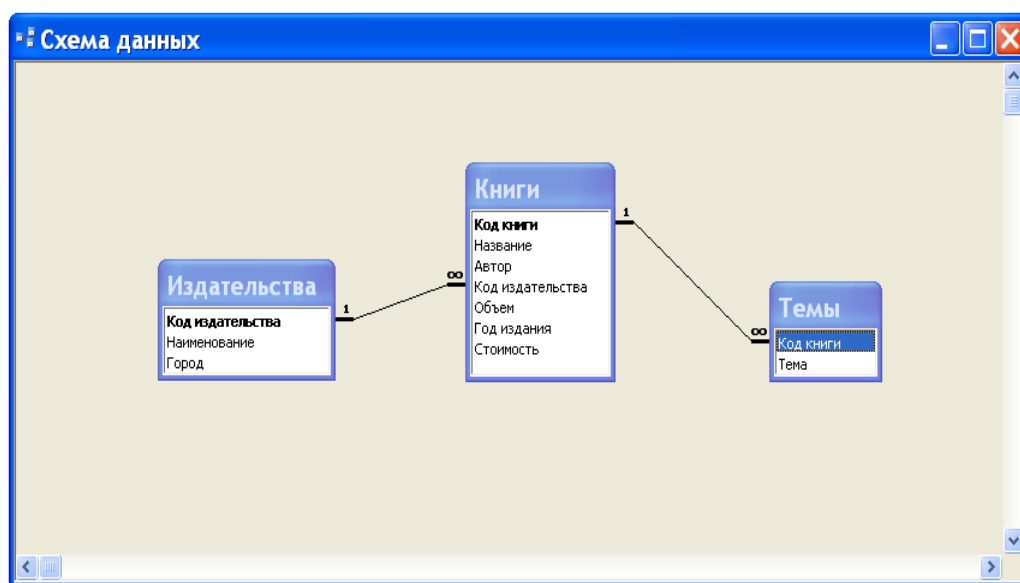 Схема данных
Издательства
Код издательства
Наименование
Город
1
∞
Книги
Код книги
Название
Автор
Код издательства
Объем
Год издания
Стоимость
1
∞
Темы
Код книги
Тема